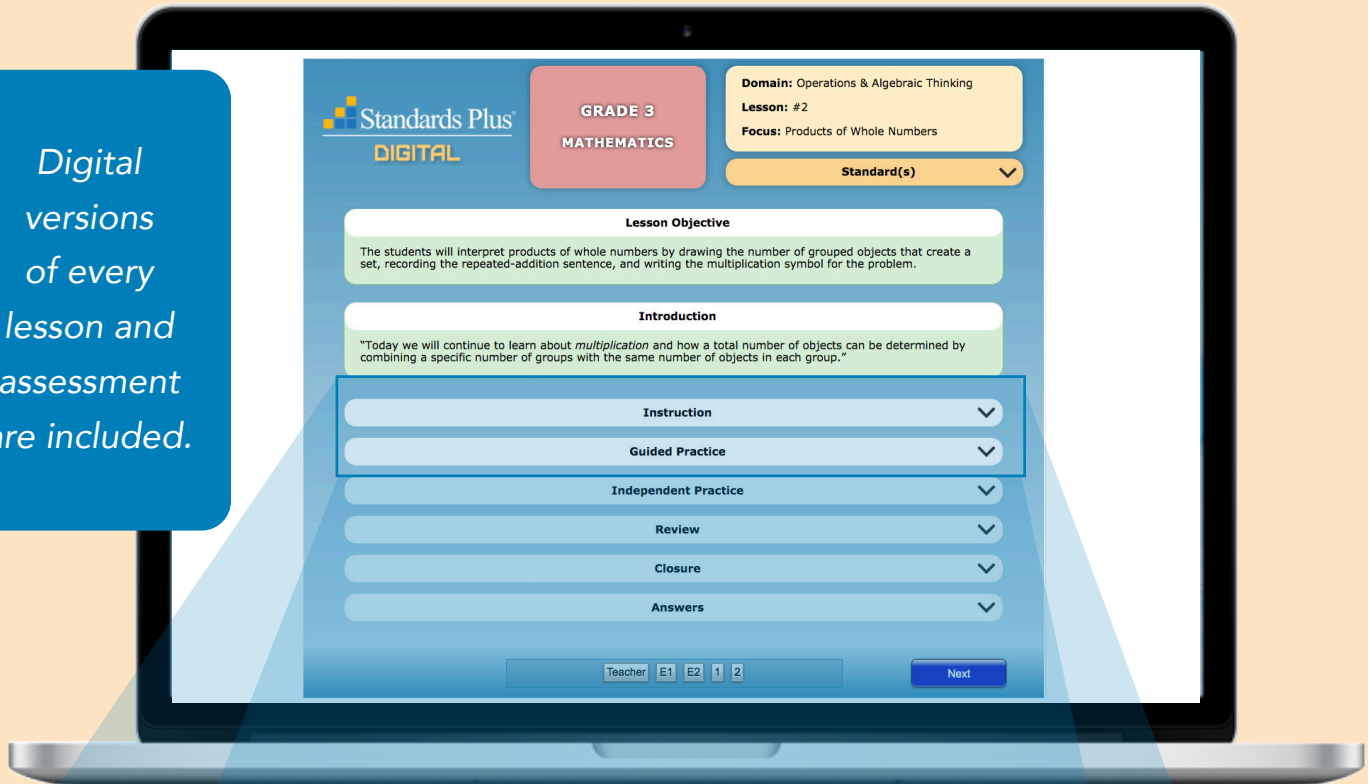 Digital
versions
of every
lesson and
assessment
are included.
Standards Plus®
DIGITAL
GRADE 3
MATHEMATICS
Domain: Operations & Algebraic Thinking
Lesson: #2
Focus: Products of Whole Numbers
Standard(s)
Lesson Objective
The students will interpret products of whole numbers by drawing the number of grouped objects that create a
set, recording the repeated-addition sentence, and writing the multiplication symbol for the problem.
Introduction
"Today we will continue to learn about multiplication and how a total number of objects can be determined by
combining a specific number of groups with the same number of objects in each group."
Instruction
Guided Practice
Independent Practice
Review
Closure
Answers
Teacher E1 E2 1 2
Next